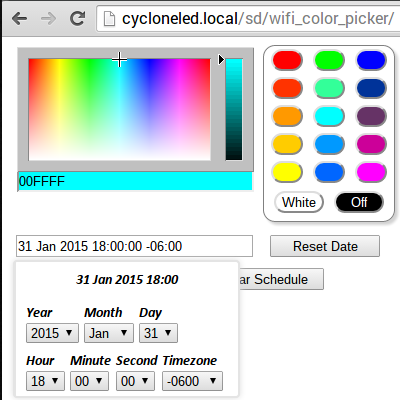 cycloneled.local/sd/wifi_color_picker/
00FFFF
White Off
31 Jan 2015 18:00:00 -06:00 Reset Date
31 Jan 2015 18:00
ar Schedule
Year Month Day
2015 Jan 31
Hour Minute Second Timezone
18 00 00 -0600